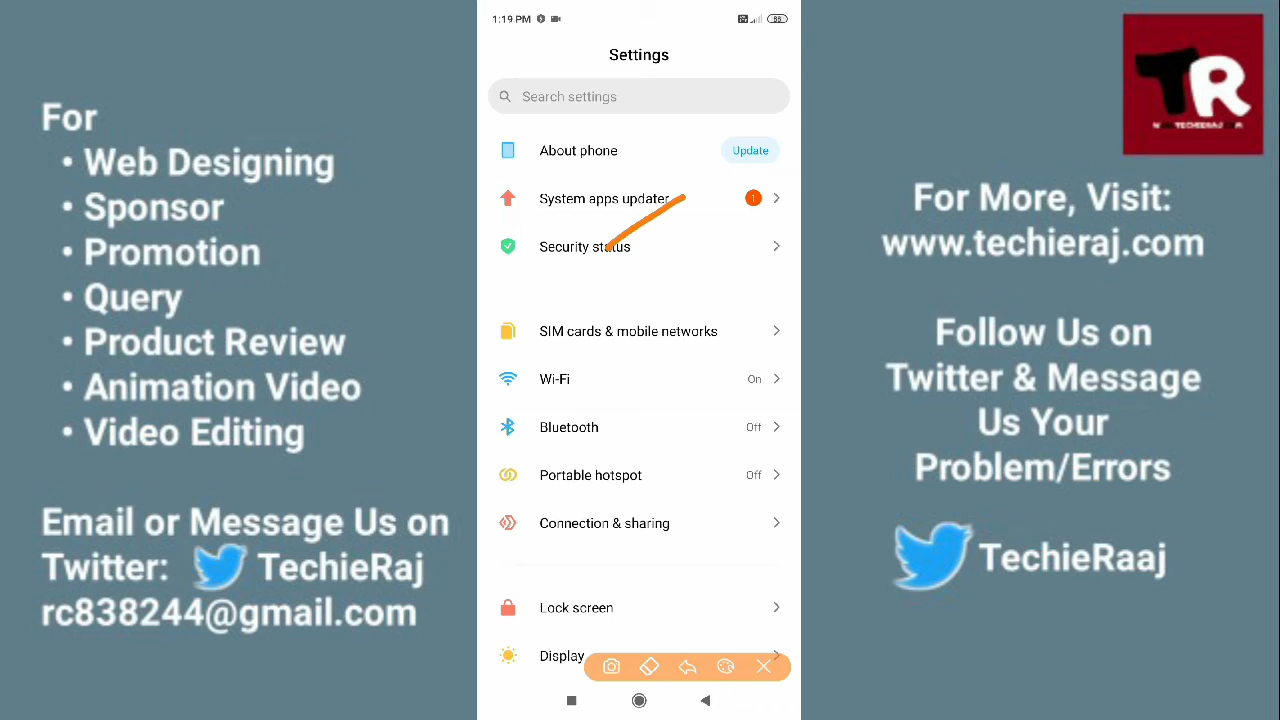 For
• Web Designing
• Sponsor
• Promotion
• Query
• Product Review
• Animation Video
• Video Editing
Email or Message Us on
Twitter: TechieRaj
rc838244@gmail.com
1:19 PM
88
Settings
Search settings
About phone
Update
System apps updater
1
Security status
SIM cards & mobile networks
Wi-Fi
On
Bluetooth
Off
Portable hotspot
Off
Connection & sharing
Lock screen
Display
TR
For More, Visit:
www.techieraj.com
Follow Us on
Twitter & Message
Us Your
Problem/Errors
TechieRaaj